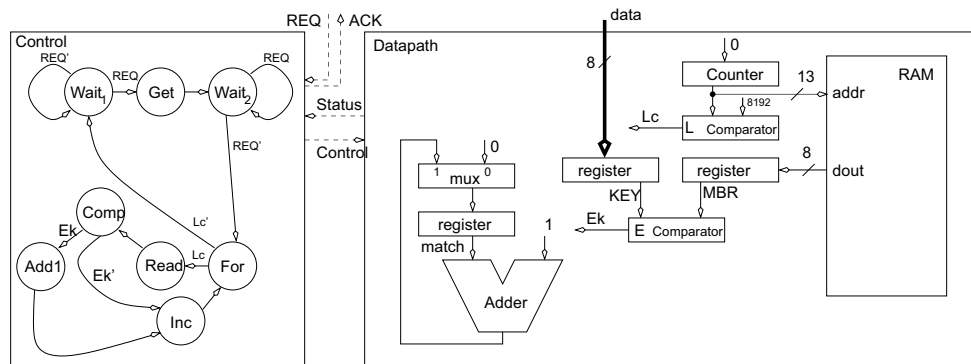 REQ ACK
data
Control
Datapath
REQ'
REQ
REQ
Wait1
Get
Wait2
REQ'
Status
Control
8
0
Counter
13
RAM
addr
8192
Lc
L Comparator
0
1 0
mux
register
register
8
dout
KEY
MBR
Comp
Ek
Lc'
Lc
Add1
Ek'
Read
For
Inc
register
match
1
Ek
E Comparator
Adder